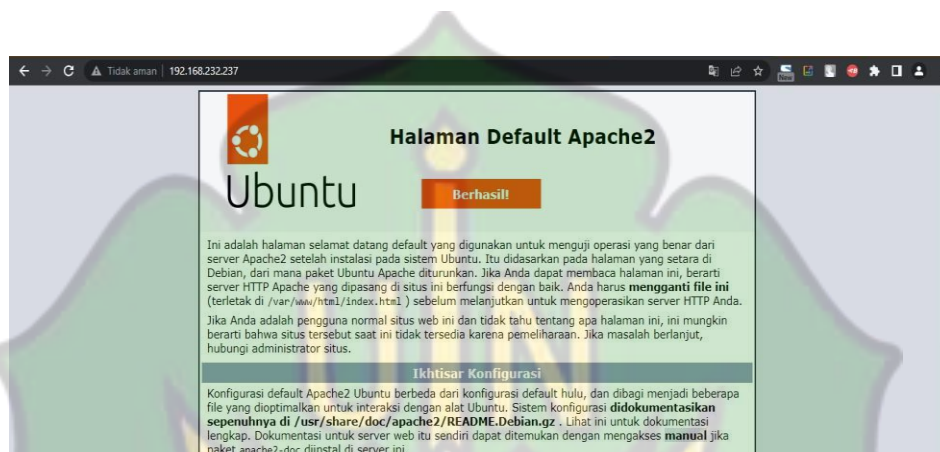 Tidak aman | 192.168.232.237
New
Halaman Default Apache2
Ubuntu
Berhasil!
Ini adalah halaman selamat datang default yang digunakan untuk menguji operasi yang benar dari
server Apache2 setelah instalasi pada sistem Ubuntu. Itu didasarkan pada halaman yang setara di
Debian, dari mana paket Ubuntu Apache diturunkan. Jika Anda dapat membaca halaman ini, berarti
server HTTP Apache yang dipasang di situs ini berfungsi dengan baik. Anda harus mengganti file ini
(terletak di /var/www/html/index.html ) sebelum melanjutkan untuk mengoperasikan server HTTP Anda.
Jika Anda adalah pengguna normal situs web ini dan tidak tahu tentang apa halaman ini, ini mungkin
berarti bahwa situs tersebut saat ini tidak tersedia karena pemeliharaan. Jika masalah berlanjut,
hubungi administrator situs.
Ikhtisar Konfigurasi
Konfigurasi default Apache2 Ubuntu berbeda dari konfigurasi default hulu, dan dibagi menjadi beberapa
file yang dioptimalkan untuk interaksi dengan alat Ubuntu. Sistem konfigurasi didokumentasikan
sepenuhnya di /usr/share/doc/apache2/README.Debian.gz . Lihat ini untuk dokumentasi
lengkap. Dokumentasi untuk server web itu sendiri dapat ditemukan dengan mengakses manual jika
paket apache2-doc diinstal di server ini.